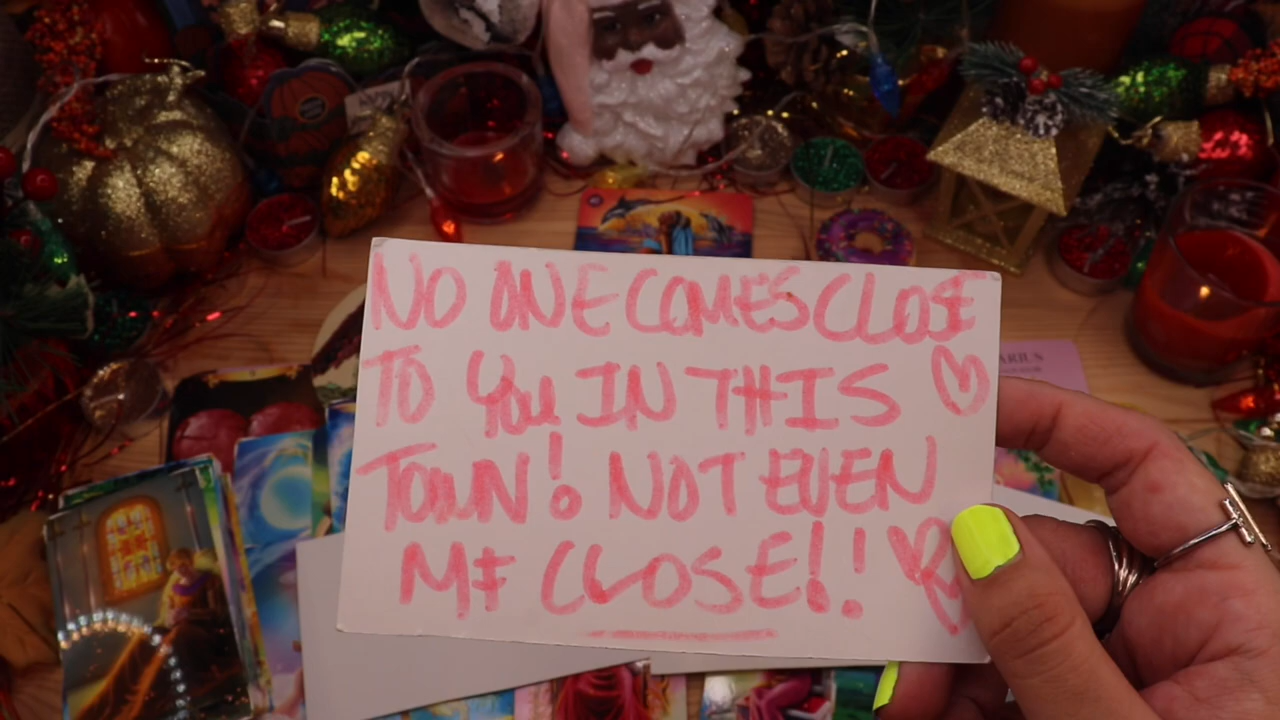 NO ONE COMES CLOSE
TO You IN THIS
TOWN! NOT EVEN
ME CLOSE!!